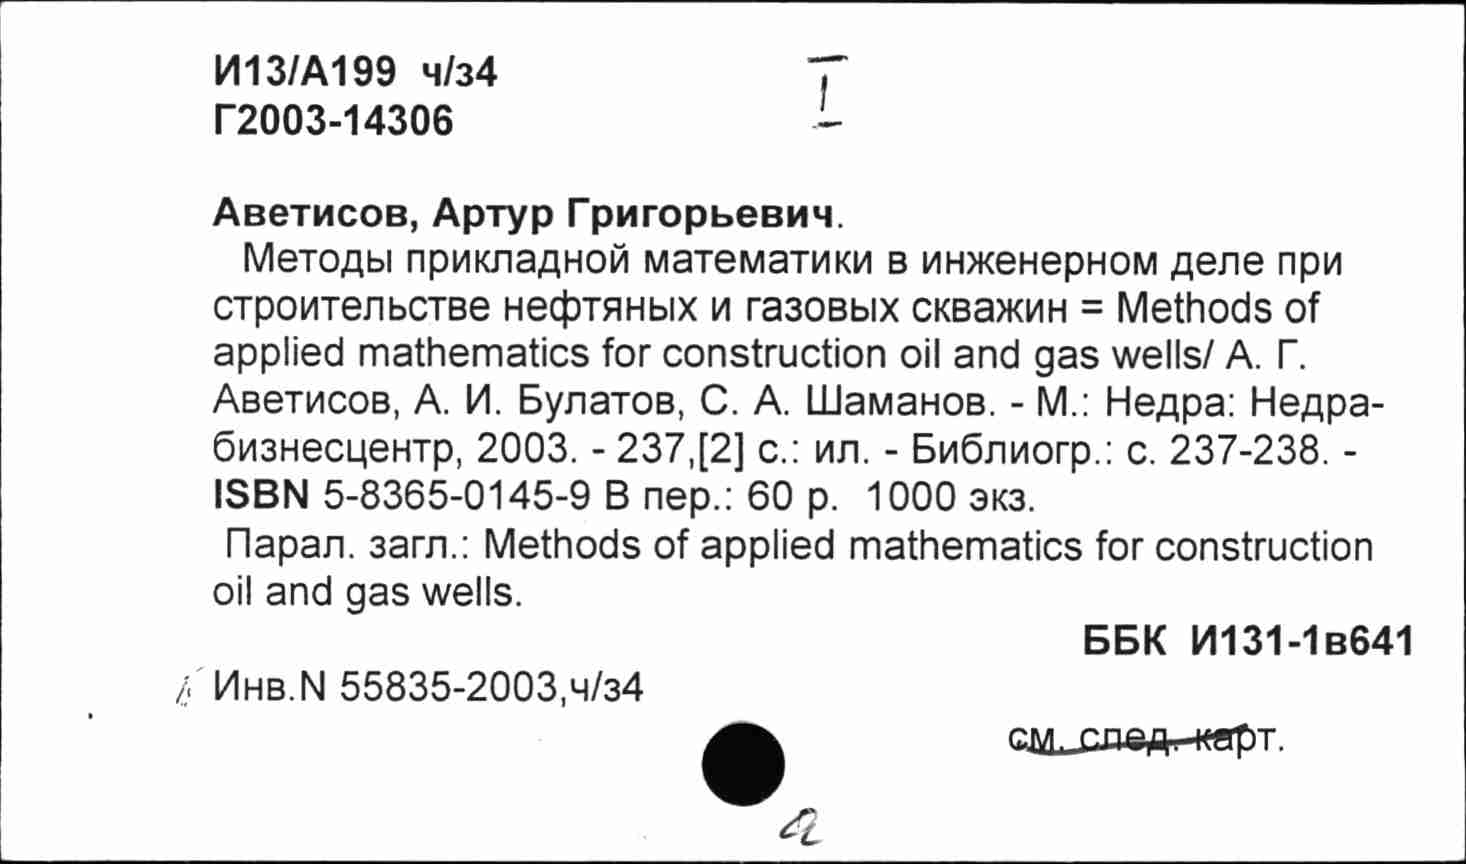 И13/А199 ч/з4
I
Г2003-14306
Аветисов, Артур Григорьевич.
Методы прикладной математики в инженерном деле при
строительстве нефтяных и газовых скважин = Methods of
applied mathematics for construction oil and gas wells/ А. Г.
Аветисов, А. И. Булатов, С. А. Шаманов. - М.: Недра: Недра-
бизнесцентр, 2003. - 237,[2] с.: ил. - Библиогр.: с. 237-238. -
ISBN 5-8365-0145-9 В пер.: 60 р. 1000 экз.
Парал. загл.: Methods of applied mathematics for construction
oil and gas wells.
ББК И131-1в641
Инв.N 55835-2003,ч/з4
см. след. карт.
а